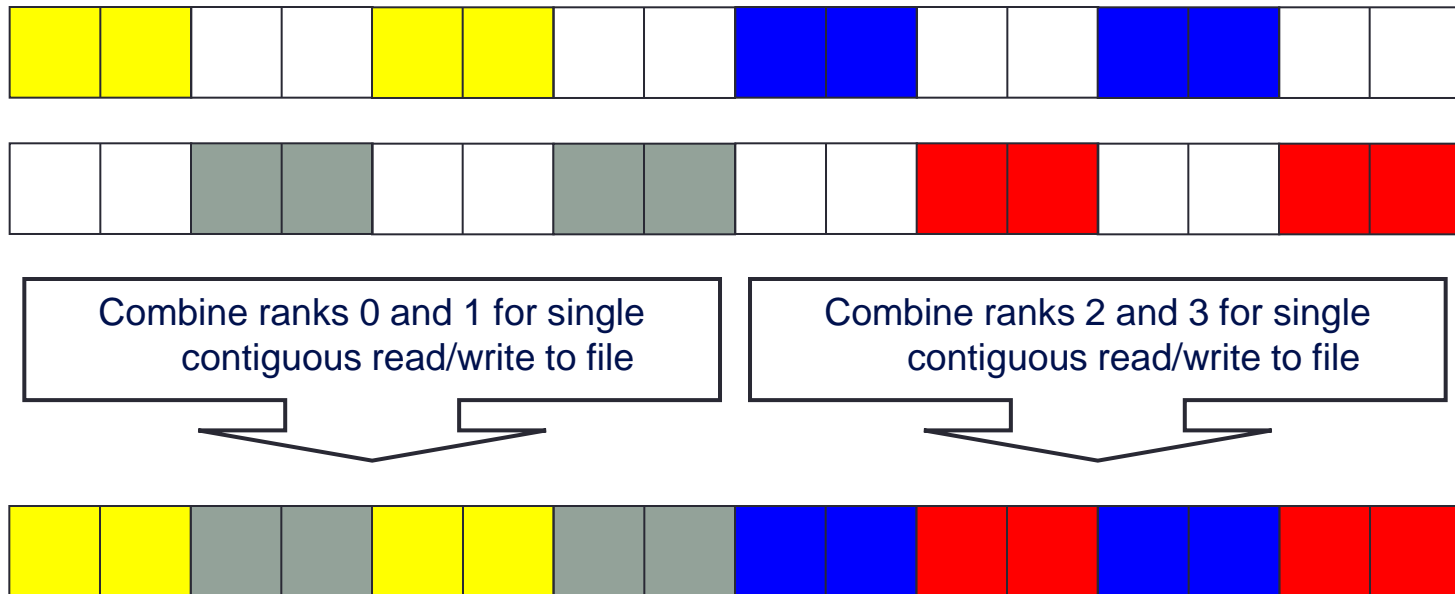 Combine ranks 0 and 1 for single
contiguous read/write to file
Combine ranks 2 and 3 for single
contiguous read/write to file